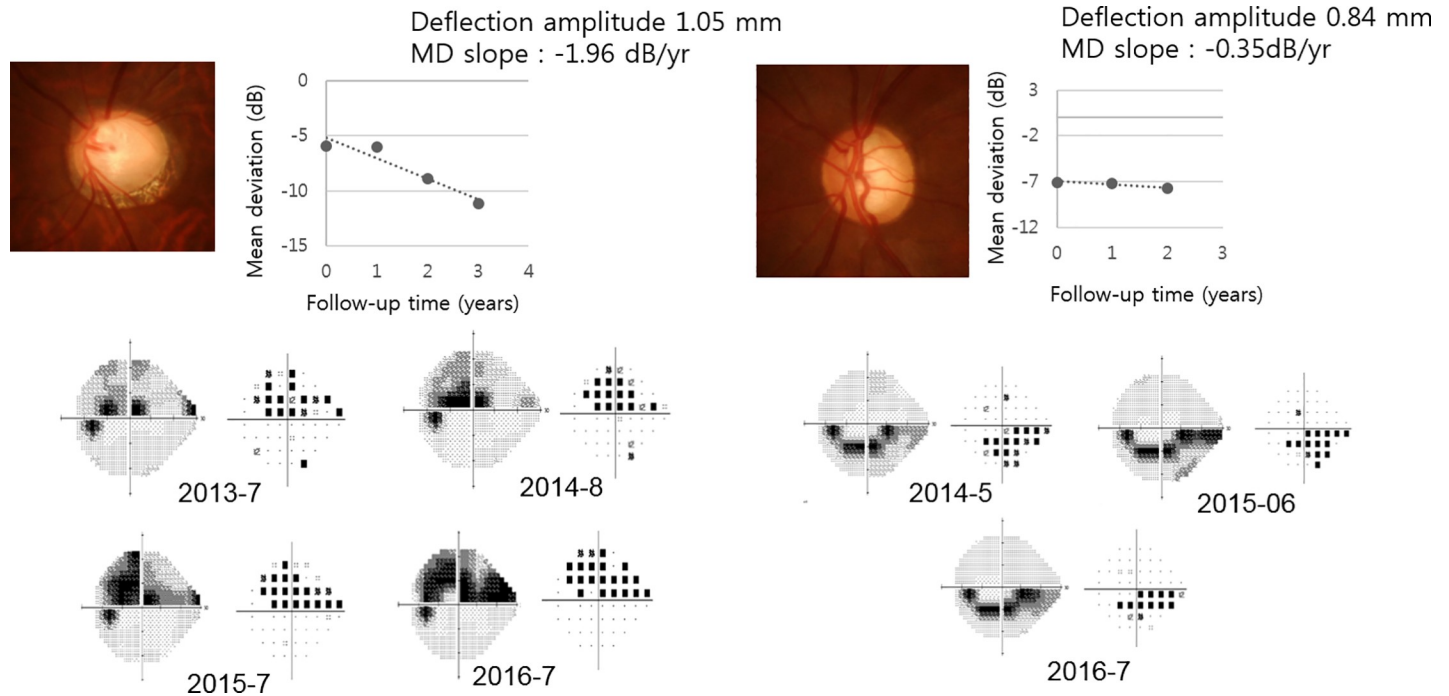 Deflection amplitude 1.05 mm
MD slope : -1.96 dB/yr
Mean deviation (dB)
0
-5
-10
-15
0 1 2 3 4
Follow-up time (years)
Deflection amplitude 0.84 mm
MD slope : -0.35dB/yr
Mean deviation (dB)
3
-2
-7
-12
0 1 2 3
Follow-up time (years)
2013-7
2014-8
2014-5
2015-06
2015-7
2016-7
2016-7